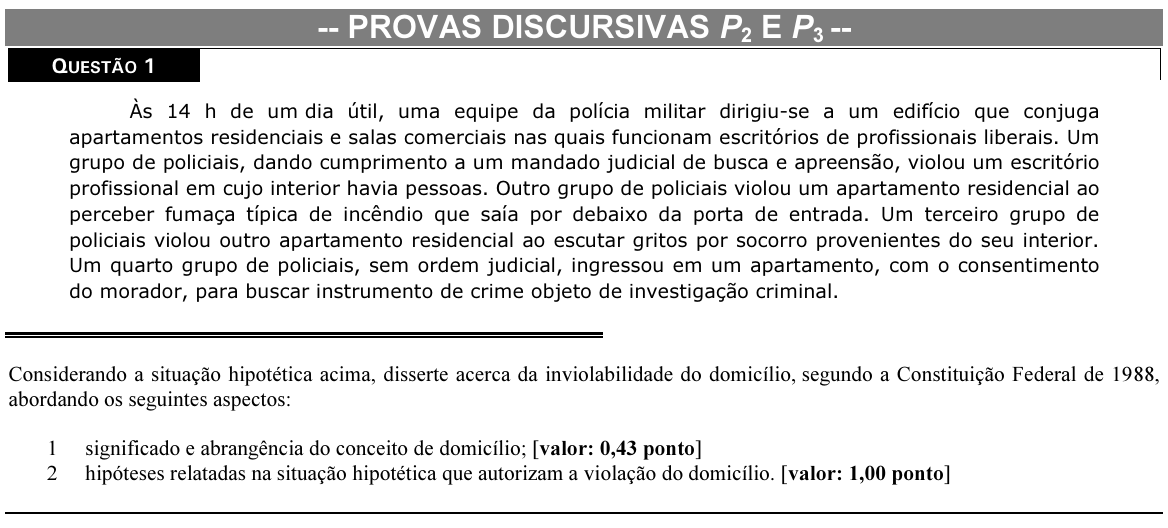 -- PROVAS DISCURSIVAS P2 E P3 --
QUESTÃO 1
Às 14 h de um dia útil, uma equipe da polícia militar dirigiu-se a um edifício que conjuga
apartamentos residenciais e salas comerciais nas quais funcionam escritórios de profissionais liberais. Um
grupo de policiais, dando cumprimento a um mandado judicial de busca e apreensão, violou um escritório
profissional em cujo interior havia pessoas. Outro grupo de policiais violou um apartamento residencial ao
perceber fumaça típica de incêndio que saía por debaixo da porta de entrada. Um terceiro grupo de
policiais violou outro apartamento residencial ao escutar gritos por socorro provenientes do seu interior.
Um quarto grupo de policiais, sem ordem judicial, ingressou em um apartamento, com o consentimento
do morador, para buscar instrumento de crime objeto de investigação criminal.
Considerando a situação hipotética acima, disserte acerca da inviolabilidade do domicílio, segundo a Constituição Federal de 1988,
abordando os seguintes aspectos:
1 significado e abrangência do conceito de domicílio; [valor: 0,43 ponto]
2 hipóteses relatadas na situação hipotética que autorizam a violação do domicílio. [valor: 1,00 ponto]